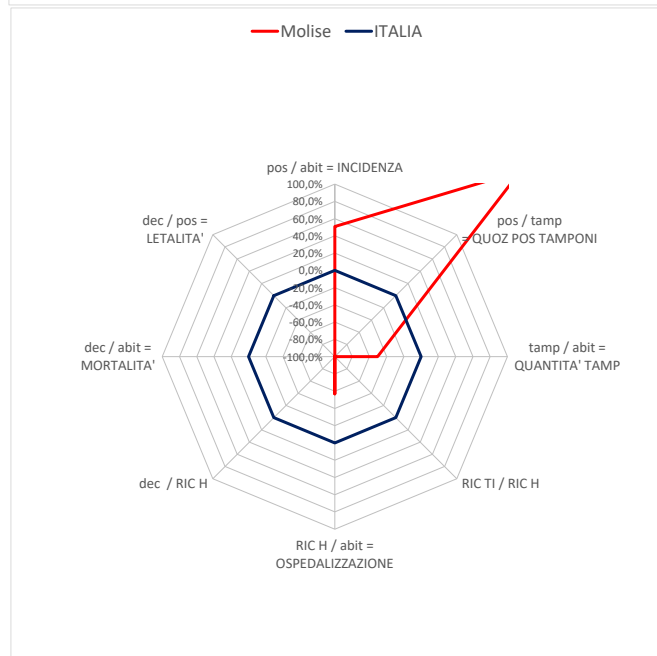 Molise ITALIA
pos / abit = INCIDENZA
100,0%
80,0%
60,0%
40,0%
20,0%
0,0%
-20,0%
-40,0%
-60,0%
-80,0%
-100,0%
pos / tamp
= QUOZ POS TAMPONI
tamp / abit =
QUANTITA' TAMP
RIC TI / RIC H
RIC H / abit =
OSPEDALIZZAZIONE
dec / RIC H
dec / abit =
MORTALITA'
dec / pos =
LETALITA'